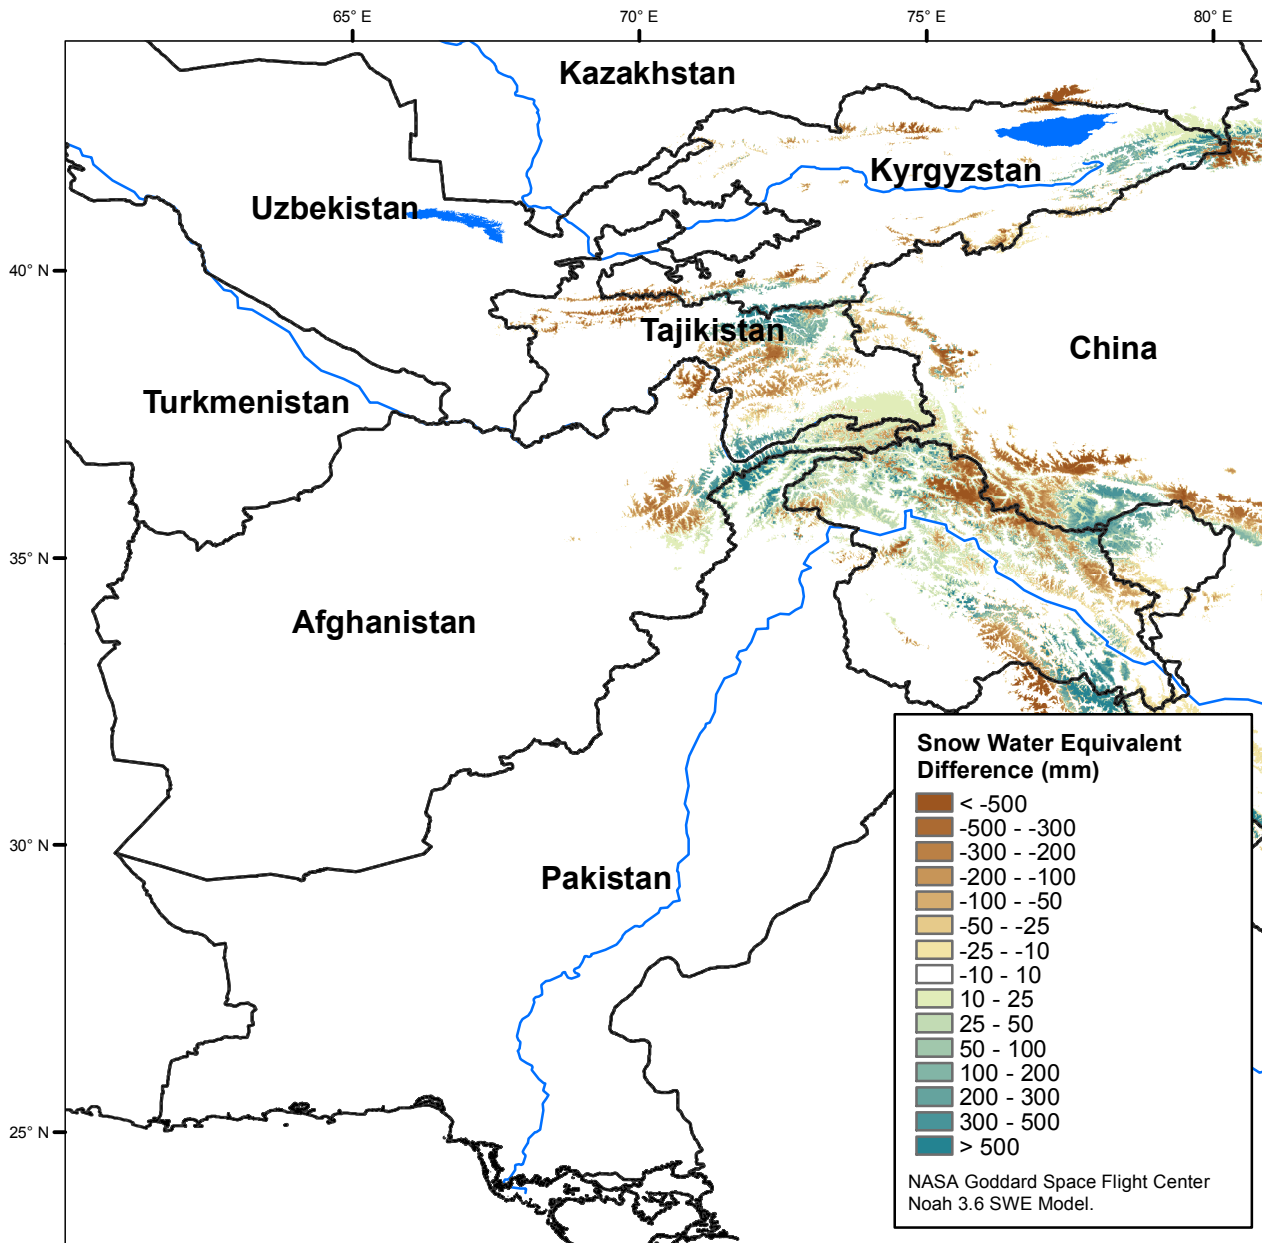 65° E
70° E
75° E
80° E
Kazakhstan
Kyrgyzstan
Uzbekistan
40° N
Tajikistan
China
Turkmenistan
35° N
Afghanistan
Snow Water Equivalent
Difference (mm)
< -500
-500 - -300
30° N
-300 - -200
-200 - -100
Pakistan
-100 - -50
-50 - -25
-25 - -10
-10 - 10
10 - 25
25 - 50
50 - 100
100 - 200
200 - 300
300 - 500
25° N
> 500
NASA Goddard Space Flight Center
Noah 3.6 SWE Model.